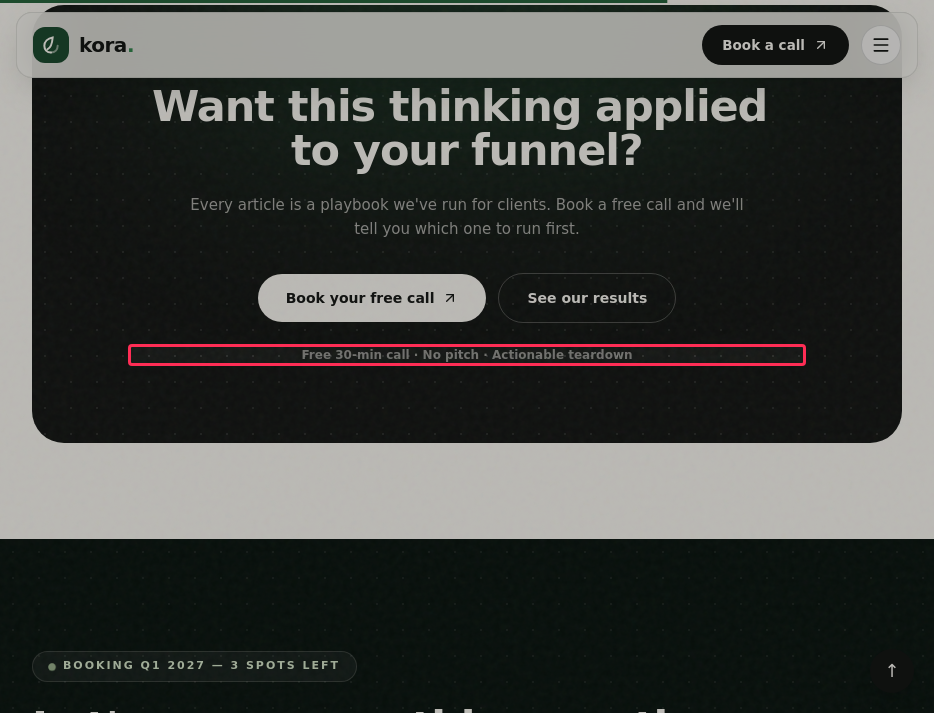 kora.
Book a call
Want this thinking applied
to your funnel?
Every article is a playbook we've run for clients. Book a free call and we'll
tell you which one to run first.
Book your free call
See our results
Free 30-min call · No pitch · Actionable teardown
BOOKING Q1 2027 — 3 SPOTS LEFT